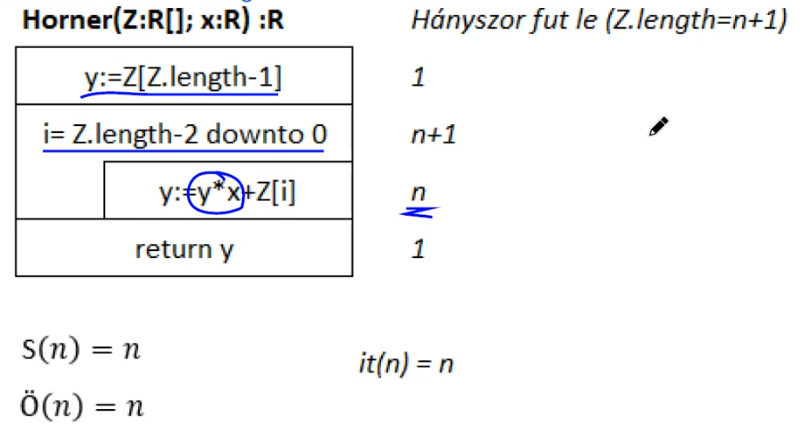 Horner(Z:R[]; x:R) :R
Hányszor fut le (Z.length=n+1)
y:=Z[Z.length-1]
1
i= Z.length-2 downto 0
n+1
y:=y*x+Z[i]
n
return y
1
S(n) = n
it(n) = n
Ö(n) = n